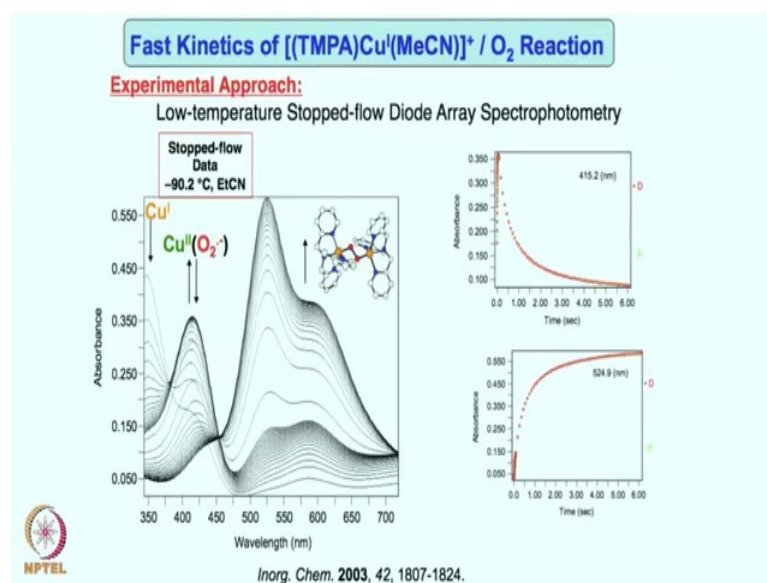 Fast Kinetics of [(TMPA)Cuᴵ(MeCN)]⁺ / O₂ Reaction
Experimental Approach:
Low-temperature Stopped-flow Diode Array Spectrophotometry
Stopped-flow
Data
–90.2 °C, EtCN
Cuᴵ
Cuᴵᴵ(O₂·⁻)
Absorbance
0.550
0.450
0.350
0.250
0.150
0.050
350 400 450 500 550 600 650 700
Wavelength (nm)
415.2 (nm)
Absorbance
0.350
0.300
0.250
0.200
0.150
0.100
0.0 1.00 2.00 3.00 4.00 5.00 6.00
Time (sec)
524.9 (nm)
Absorbance
0.550
0.450
0.350
0.250
0.150
0.050
0.0 1.00 2.00 3.00 4.00 5.00 6.00
Time (sec)
NPTEL
Inorg. Chem. 2003, 42, 1807-1824.